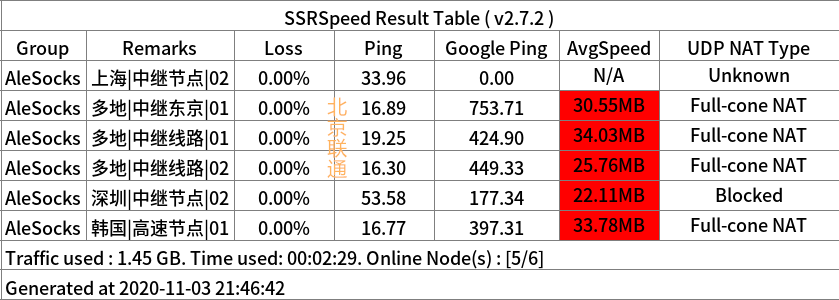 SSRSpeed Result Table ( v2.7.2 )
Group Remarks Loss Ping Google Ping AvgSpeed UDP NAT Type
AleSocks 上海|中继节点|02 0.00% 33.96 0.00 N/A Unknown
AleSocks 多地|中继东京|01 0.00% 16.89 753.71 30.55MB Full-cone NAT
AleSocks 多地|中继线路|01 0.00% 19.25 424.90 34.03MB Full-cone NAT
AleSocks 多地|中继线路|02 0.00% 16.30 449.33 25.76MB Full-cone NAT
AleSocks 深圳|中继节点|02 0.00% 53.58 177.34 22.11MB Blocked
AleSocks 韩国|高速节点|01 0.00% 16.77 397.31 33.78MB Full-cone NAT
北京联通
Traffic used : 1.45 GB. Time used: 00:02:29. Online Node(s) : [5/6]
Generated at 2020-11-03 21:46:42